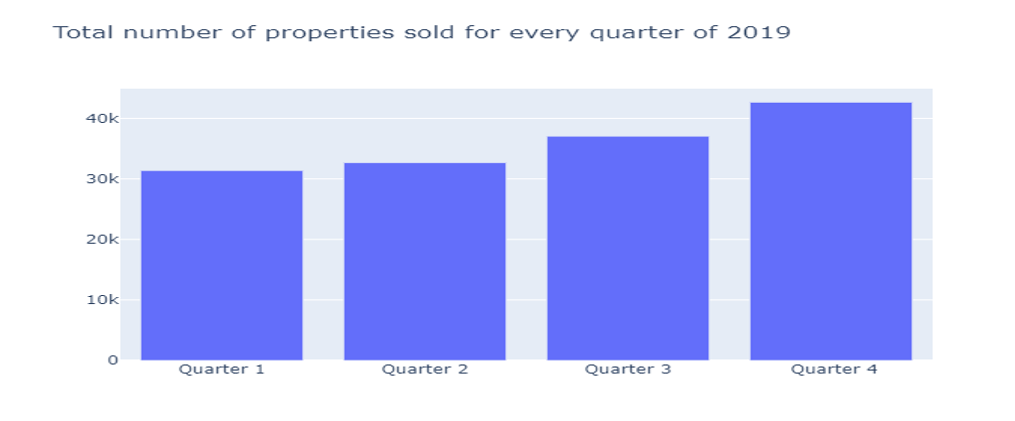 Total number of properties sold for every quarter of 2019
40k
30k
20k
10k
0
Quarter 1 Quarter 2 Quarter 3 Quarter 4